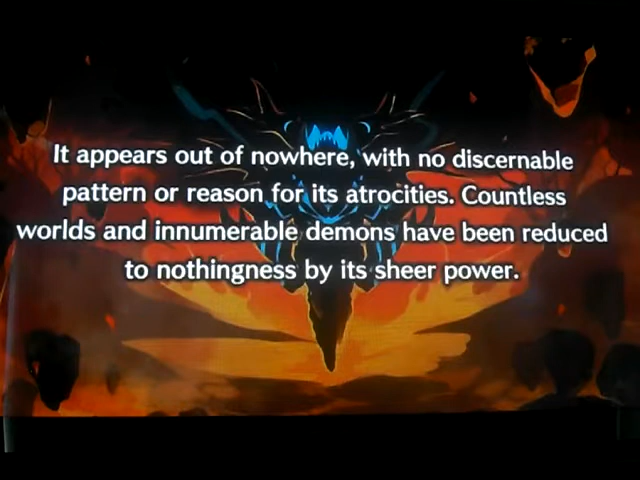 It appears out of nowhere, with no discernable
pattern or reason for its atrocities. Countless
worlds and innumerable demons have been reduced
to nothingness by its sheer power.